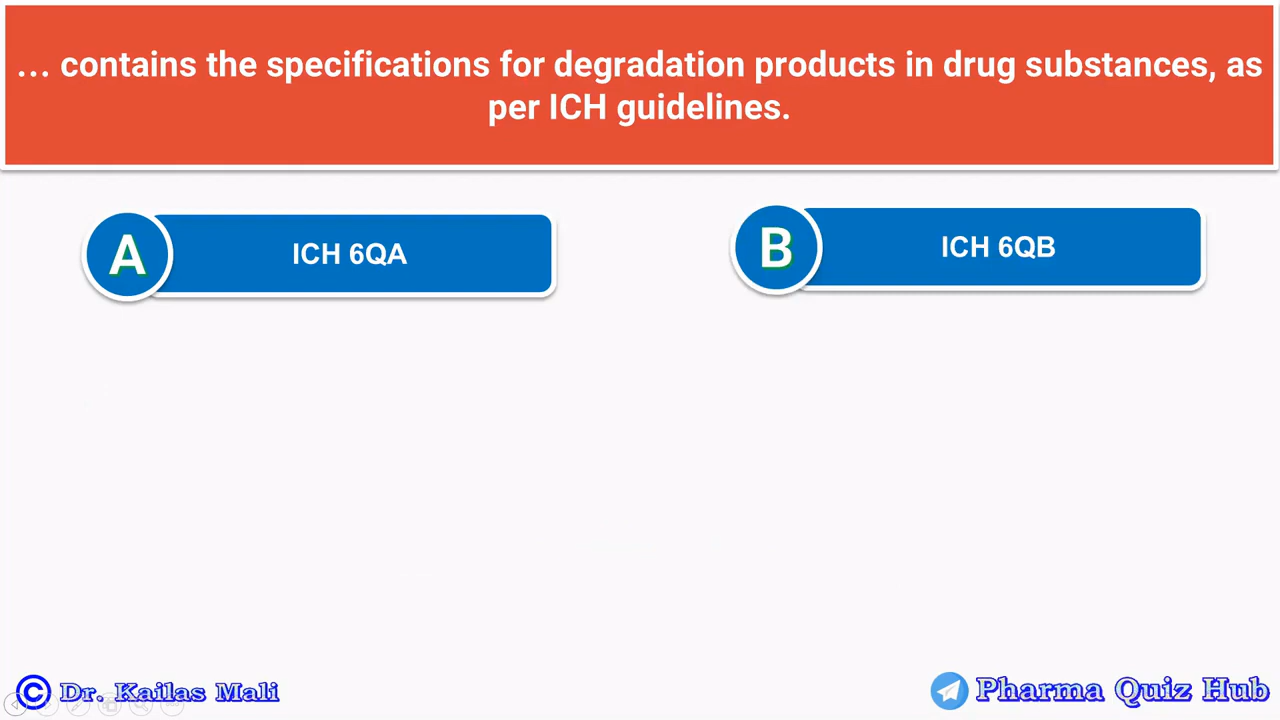 ... contains the specifications for degradation products in drug substances, as
per ICH guidelines.
A
ICH 6QA
B
ICH 6QB
© Dr. Kailas Mali
Pharma Quiz Hub